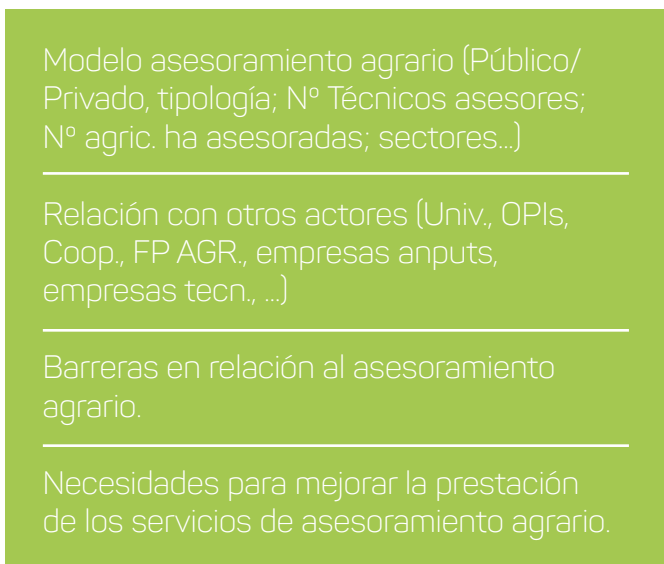 Modelo asesoramiento agrario (Público/
Privado, tipología; Nº Técnicos asesores;
Nº agric. ha asesoradas; sectores...)
Relación con otros actores (Univ., OPIs,
Coop., FP AGR., empresas anputs,
empresas tecn., ...)
Barreras en relación al asesoramiento
agrario.
Necesidades para mejorar la prestación
de los servicios de asesoramiento agrario.